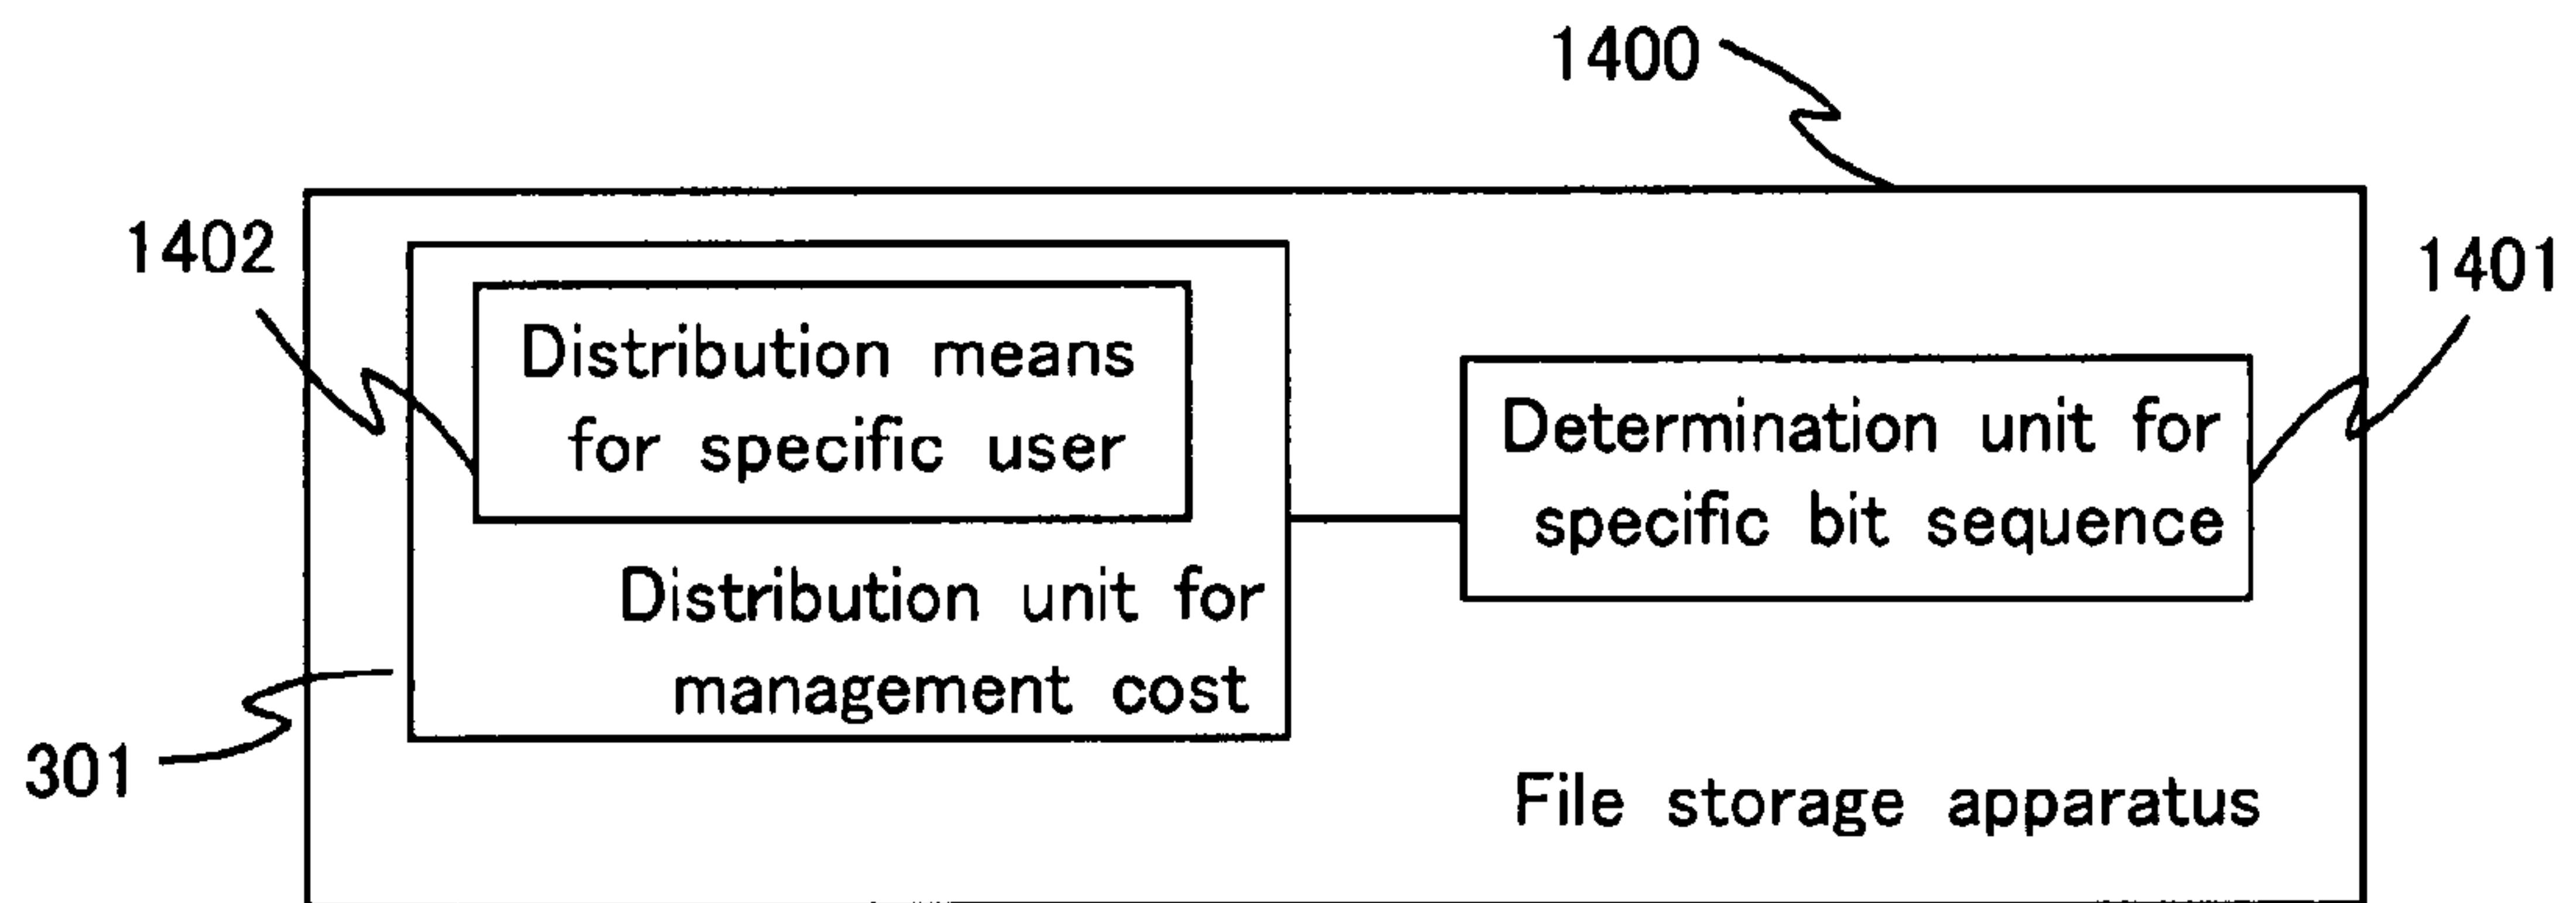 1400
1402
1401
Distribution means
for specific user
Determination unit for
specific bit sequence
Distribution unit for
management cost
301
File storage apparatus